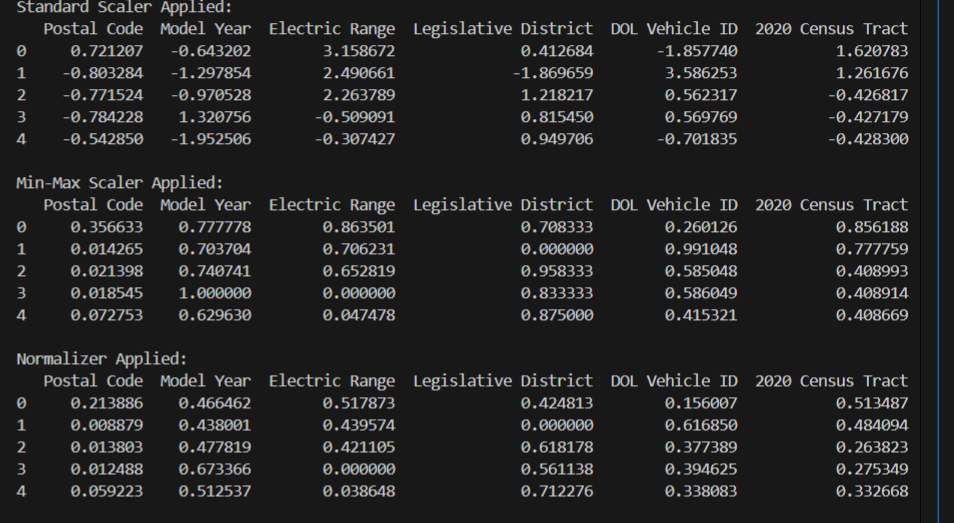 Standard Scaler Applied:
Postal Code Model Year Electric Range Legislative District DOL Vehicle ID 2020 Census Tract
0 0.721207 -0.643202 3.158672 0.412684 -1.857740 1.620783
1 -0.803284 -1.297854 2.490661 -1.869659 3.586253 1.261676
2 -0.771524 -0.970528 2.263789 1.218217 0.562317 -0.426817
3 -0.784228 1.320756 -0.509091 0.815450 0.569769 -0.427179
4 -0.542850 -1.952506 -0.307427 0.949706 -0.701835 -0.428300
Min-Max Scaler Applied:
Postal Code Model Year Electric Range Legislative District DOL Vehicle ID 2020 Census Tract
0 0.356633 0.777778 0.863501 0.708333 0.260126 0.856188
1 0.014265 0.703704 0.706231 0.000000 0.991048 0.777759
2 0.021398 0.740741 0.652819 0.958333 0.585048 0.408993
3 0.018545 1.000000 0.000000 0.833333 0.586049 0.408914
4 0.072753 0.629630 0.047478 0.875000 0.415321 0.408669
Normalizer Applied:
Postal Code Model Year Electric Range Legislative District DOL Vehicle ID 2020 Census Tract
0 0.213886 0.466462 0.517873 0.424813 0.156007 0.513487
1 0.008879 0.438001 0.439574 0.000000 0.616850 0.484094
2 0.013803 0.477819 0.421105 0.618178 0.377389 0.263823
3 0.012488 0.673366 0.000000 0.561138 0.394625 0.275349
4 0.059223 0.512537 0.038648 0.712276 0.338083 0.332668